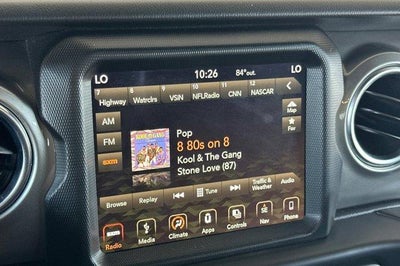 LO 10:26 84°out. LO
7 8 9 10 11 12
Highway Watrclrs VSN NFLRadio CNN NASCAR
AM
Map
FM
Fav
sxm
Pop
8 80s on 8
Kool & The Gang
Stone Love (87)
Browse Replay Tune Traffic & Weather Audio
Radio Media Climate Apps Controls Nav Phone